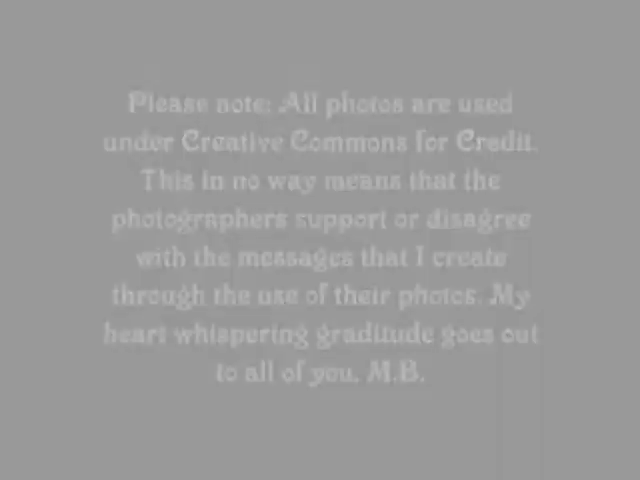 Please note: All photos are used
under Creative Commons for Credit.
This in no way means that the
photographers support or disagree
with the messages that I create
through the use of their photos. My
heart whispering graditude goes out
to all of you. M.B.